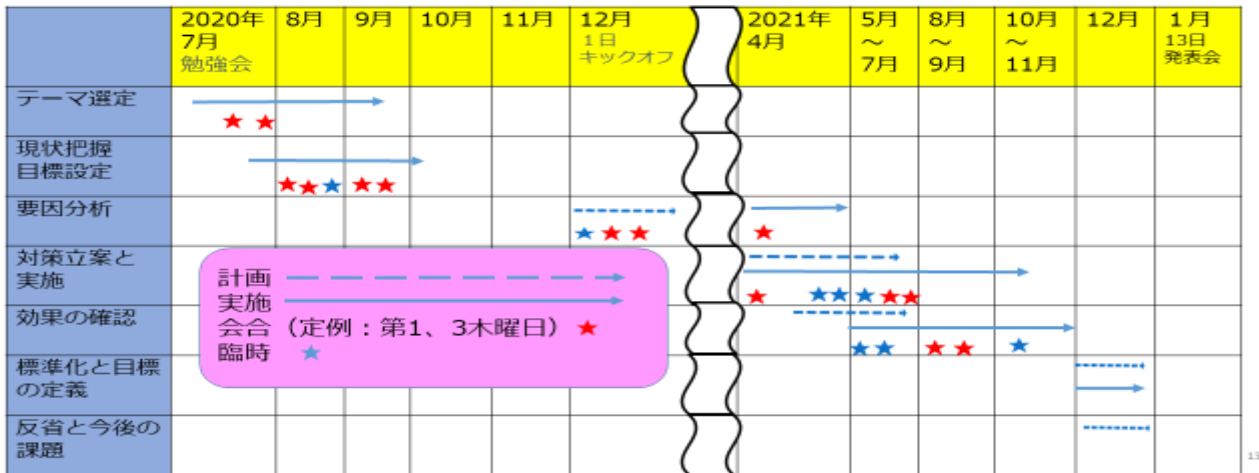 2020年
7月
勉強会
8月
9月
10月
11月
12月
1日
キックオフ
2021年
4月
5月
～
7月
8月
～
9月
10月
～
11月
12月
1月
13日
発表会
テーマ選定
現状把握
目標設定
要因分析
対策立案と
実施
効果の確認
標準化と目標
の定義
反省と今後の
課題
計画
実施
会合（定例：第1、3木曜日）★
臨時 ★